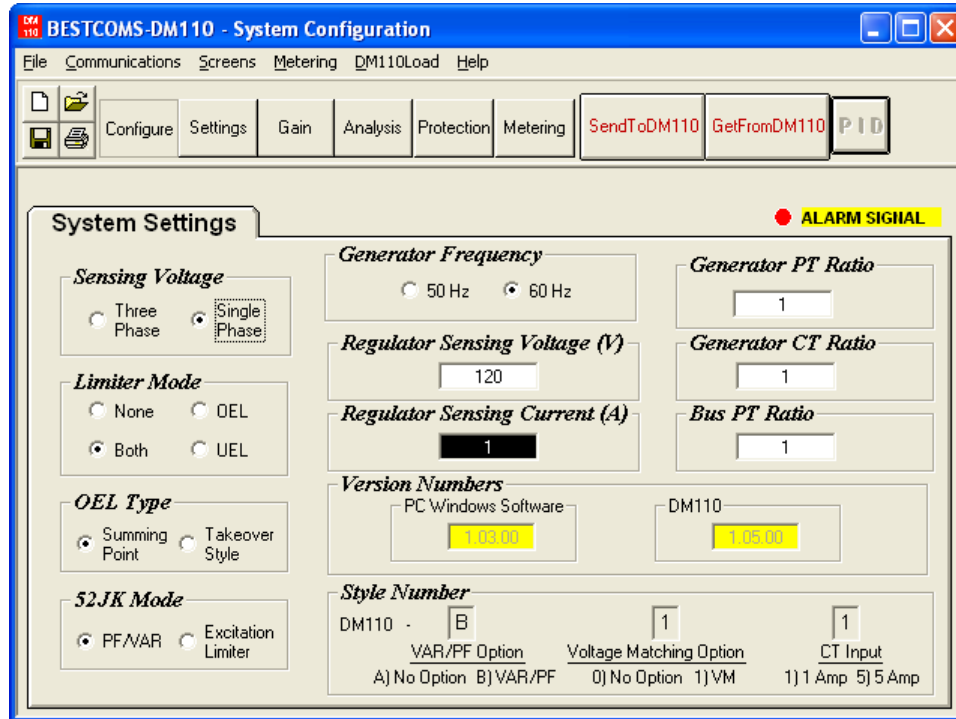 DM
110
BESTCOMS-DM110 - System Configuration
File Communications Screens Metering DM110Load Help
Configure Settings Gain Analysis Protection Metering SendToDM110 GetFromDM110 PID
System Settings
ALARM SIGNAL
Sensing Voltage
Three Phase
Single Phase
Generator Frequency
50 Hz 60 Hz
Generator PT Ratio
1
Regulator Sensing Voltage (V)
120
Generator CT Ratio
1
Limiter Mode
None OEL
Both UEL
Regulator Sensing Current (A)
1
Bus PT Ratio
1
OEL Type
Summing Point
Takeover Style
Version Numbers
PC Windows Software
1.03.00
DM110
1.05.00
52JK Mode
PF/VAR
Excitation Limiter
Style Number
DM110 - B 1 1
VAR/PF Option Voltage Matching Option CT Input
A) No Option B) VAR/PF 0) No Option 1) VM 1) 1 Amp 5) 5 Amp